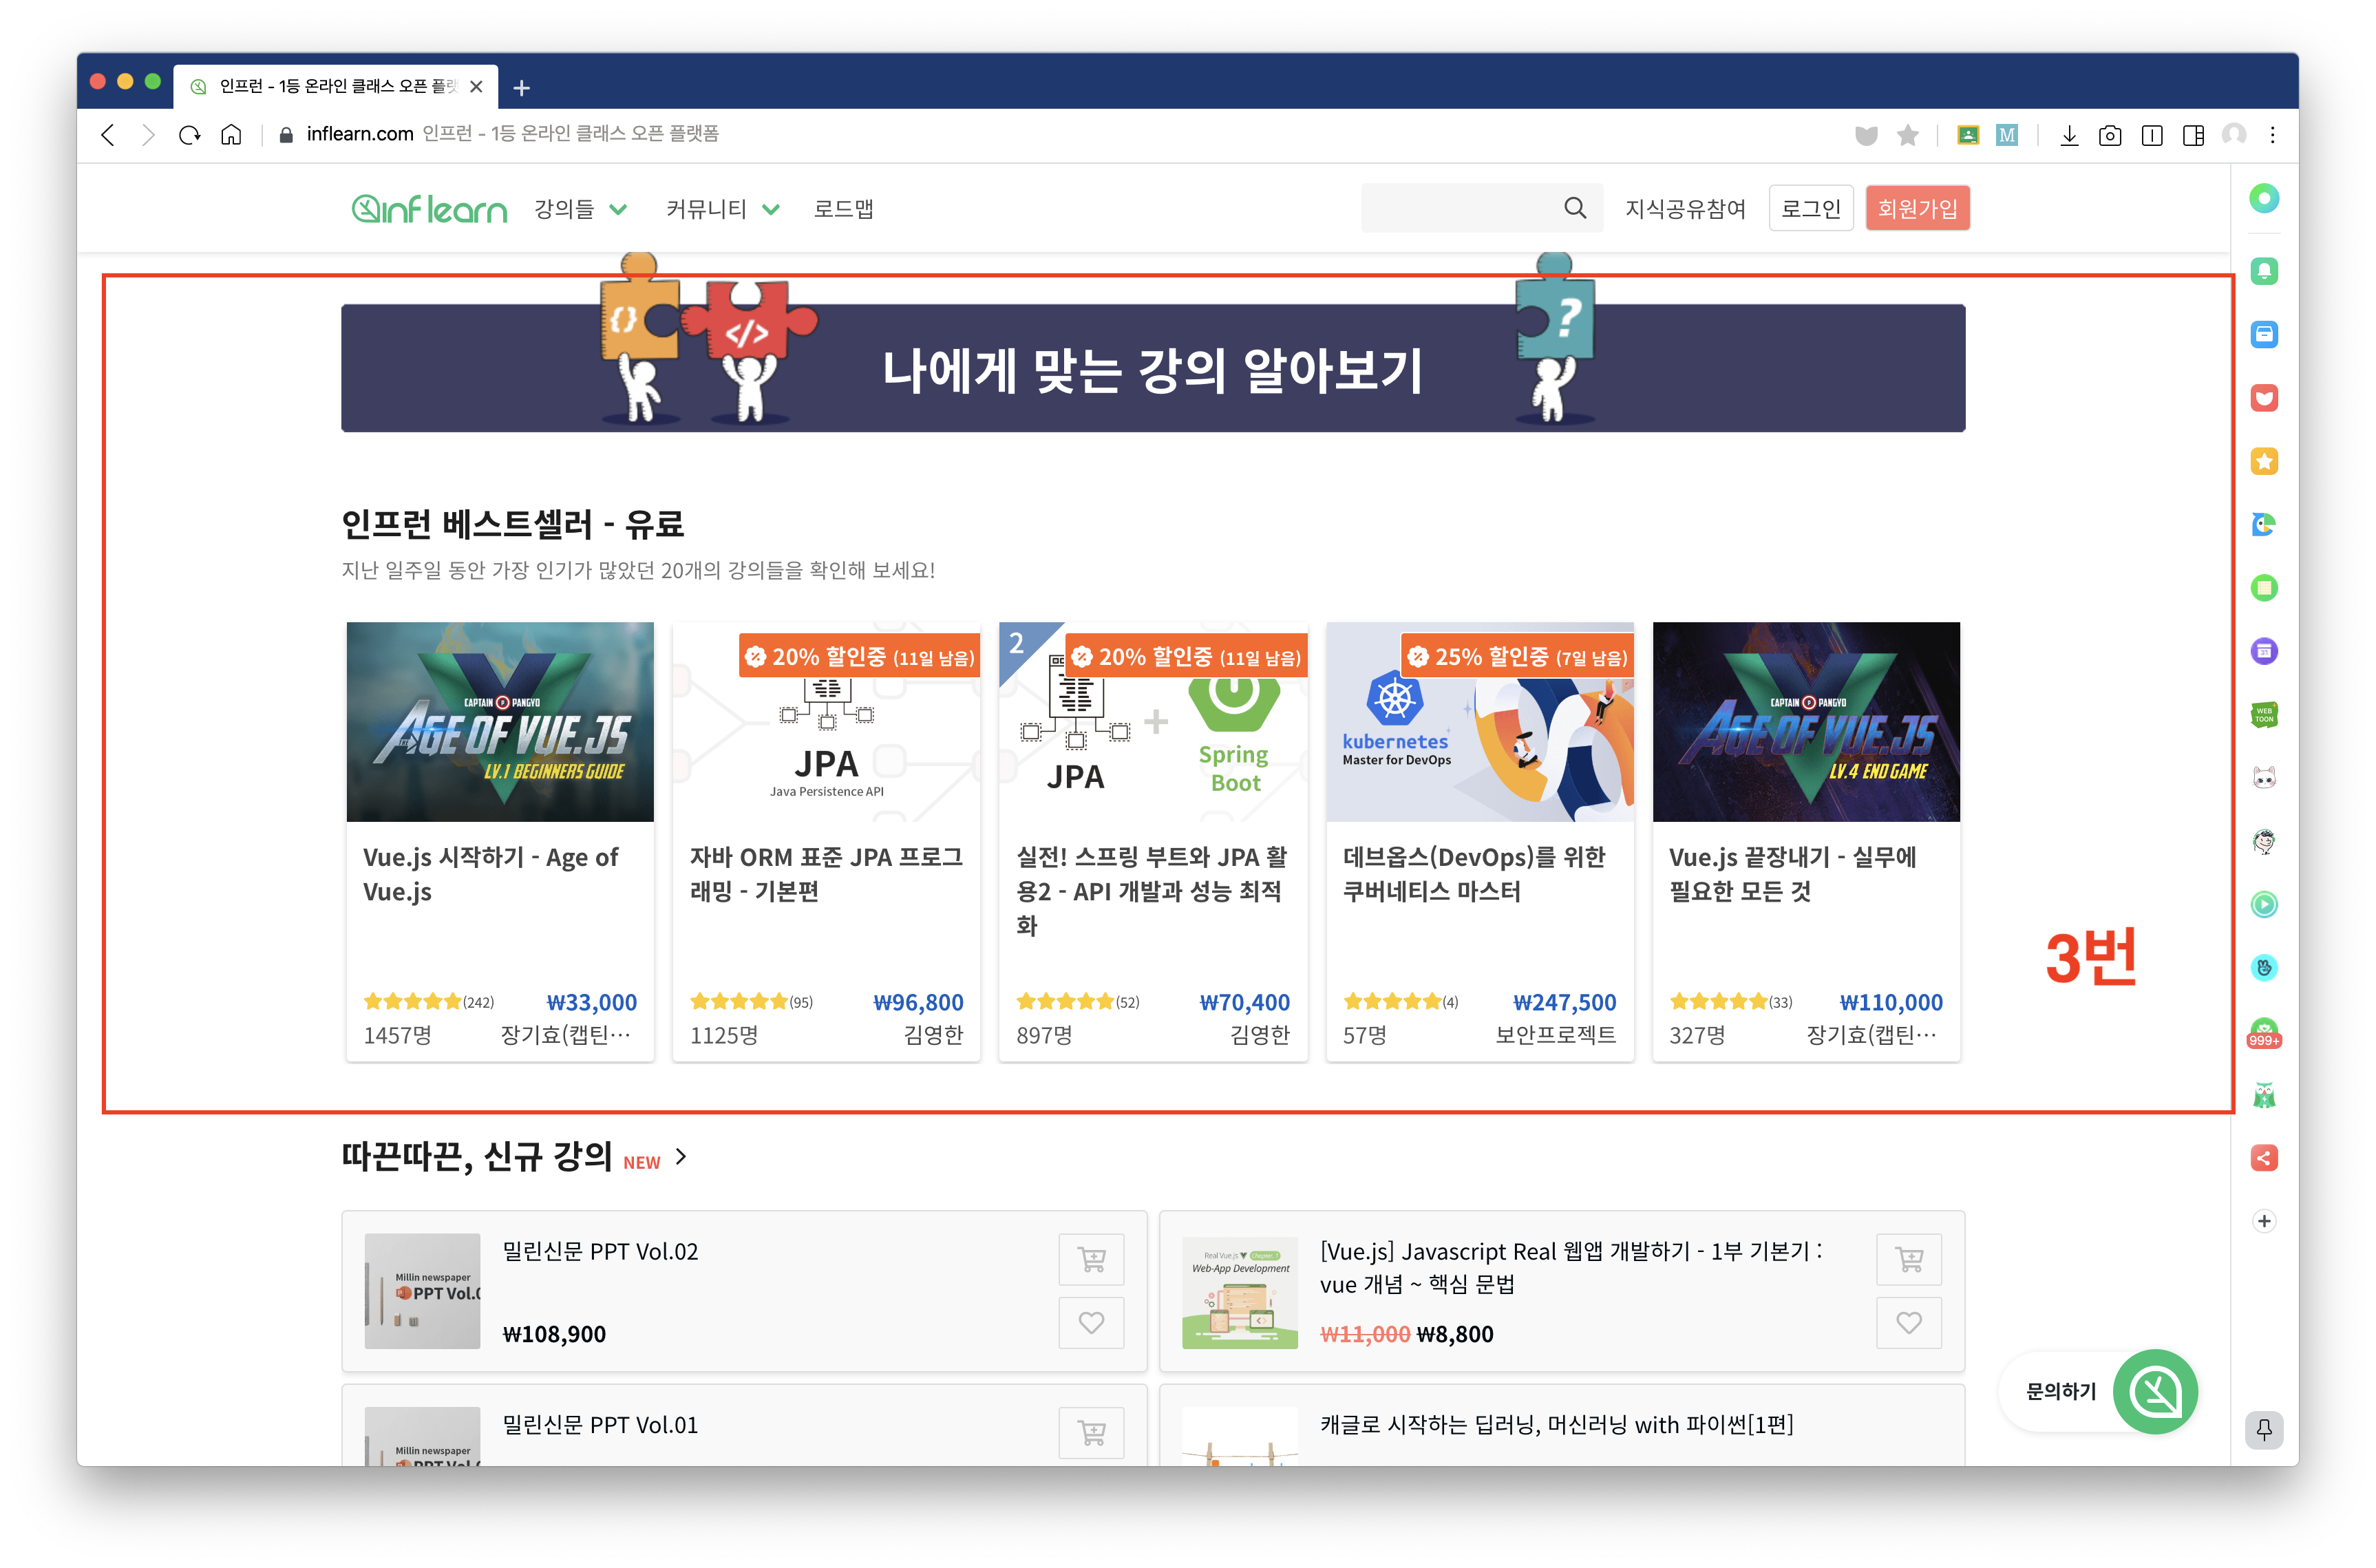 인프런 - 1등 온라인 클래스 오픈 플랫
inflearn.com 인프런 - 1등 온라인 클래스 오픈 플랫폼
M
inflearn 강의들 커뮤니티 로드맵 지식공유참여 로그인 회원가입
{} </> ?
나에게 맞는 강의 알아보기
인프런 베스트셀러 - 유료
지난 일주일 동안 가장 인기가 많았던 20개의 강의들을 확인해 보세요!
CAPTAIN PANGYO
AGE OF VUE.JS
LV.1 BEGINNERS GUIDE
Vue.js 시작하기 - Age of
Vue.js
(242) ₩33,000
1457명 장기효(캡틴…
20% 할인중 (11일 남음)
JPA
Java Persistence API
자바 ORM 표준 JPA 프로그
래밍 - 기본편
(95) ₩96,800
1125명 김영한
2
20% 할인중 (11일 남음)
JPA
+
Spring
Boot
실전! 스프링 부트와 JPA 활
용2 - API 개발과 성능 최적
화
(52) ₩70,400
897명 김영한
25% 할인중 (7일 남음)
kubernetes
Master for DevOps
데브옵스(DevOps)를 위한
쿠버네티스 마스터
(4) ₩247,500
57명 보안프로젝트
CAPTAIN PANGYO
AGE OF VUE.JS
LV.4 END GAME
Vue.js 끝장내기 - 실무에
필요한 모든 것
(33) ₩110,000
327명 장기효(캡틴…
3번
WEB
TOON
999+
따끈따끈, 신규 강의 NEW
Millin newspaper
PPT Vol.0
밀린신문 PPT Vol.02
₩108,900
Real Vue.js
Web-App Development
[Vue.js] Javascript Real 웹앱 개발하기 - 1부 기본기 :
vue 개념 ~ 핵심 문법
₩11,000 ₩8,800
Millin newspaper
밀린신문 PPT Vol.01
캐글로 시작하는 딥러닝, 머신러닝 with 파이썬[1편]
문의하기